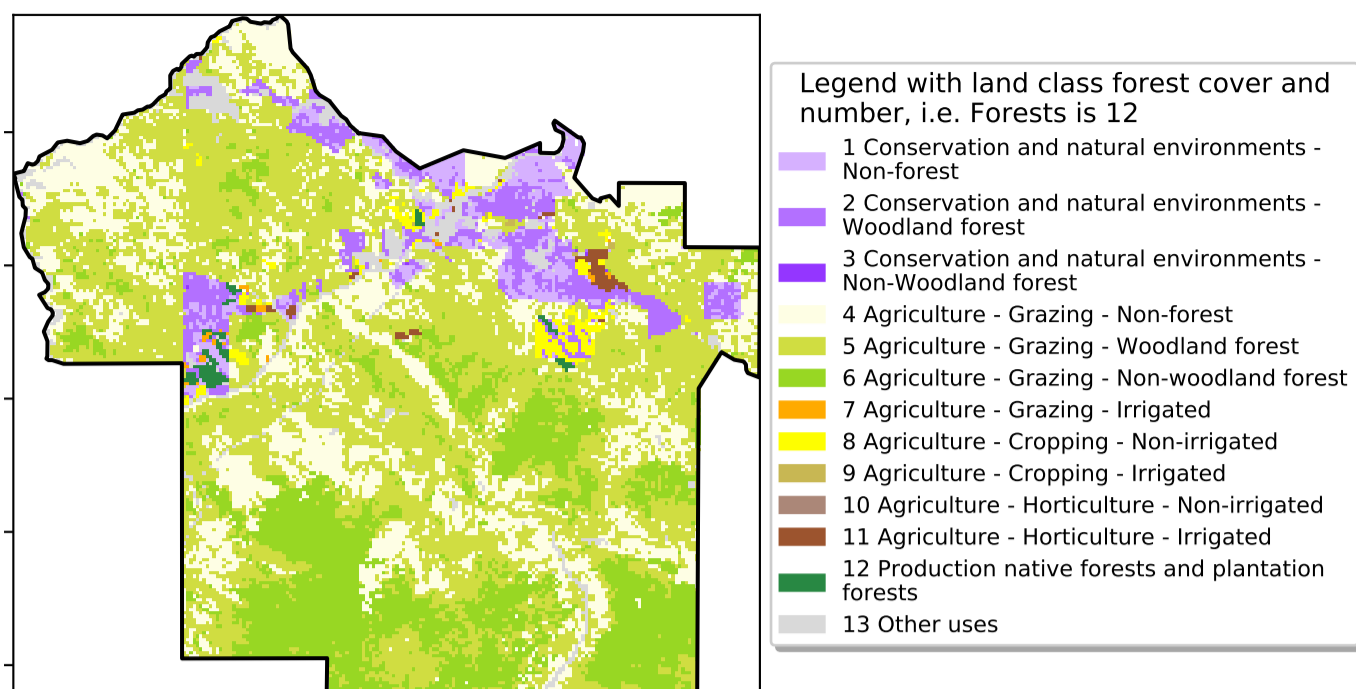 Legend with land class forest cover and
number, i.e. Forests is 12
1 Conservation and natural environments -
Non-forest
2 Conservation and natural environments -
Woodland forest
3 Conservation and natural environments -
Non-Woodland forest
4 Agriculture - Grazing - Non-forest
5 Agriculture - Grazing - Woodland forest
6 Agriculture - Grazing - Non-woodland forest
7 Agriculture - Grazing - Irrigated
8 Agriculture - Cropping - Non-irrigated
9 Agriculture - Cropping - Irrigated
10 Agriculture - Horticulture - Non-irrigated
11 Agriculture - Horticulture - Irrigated
12 Production native forests and plantation
forests
13 Other uses